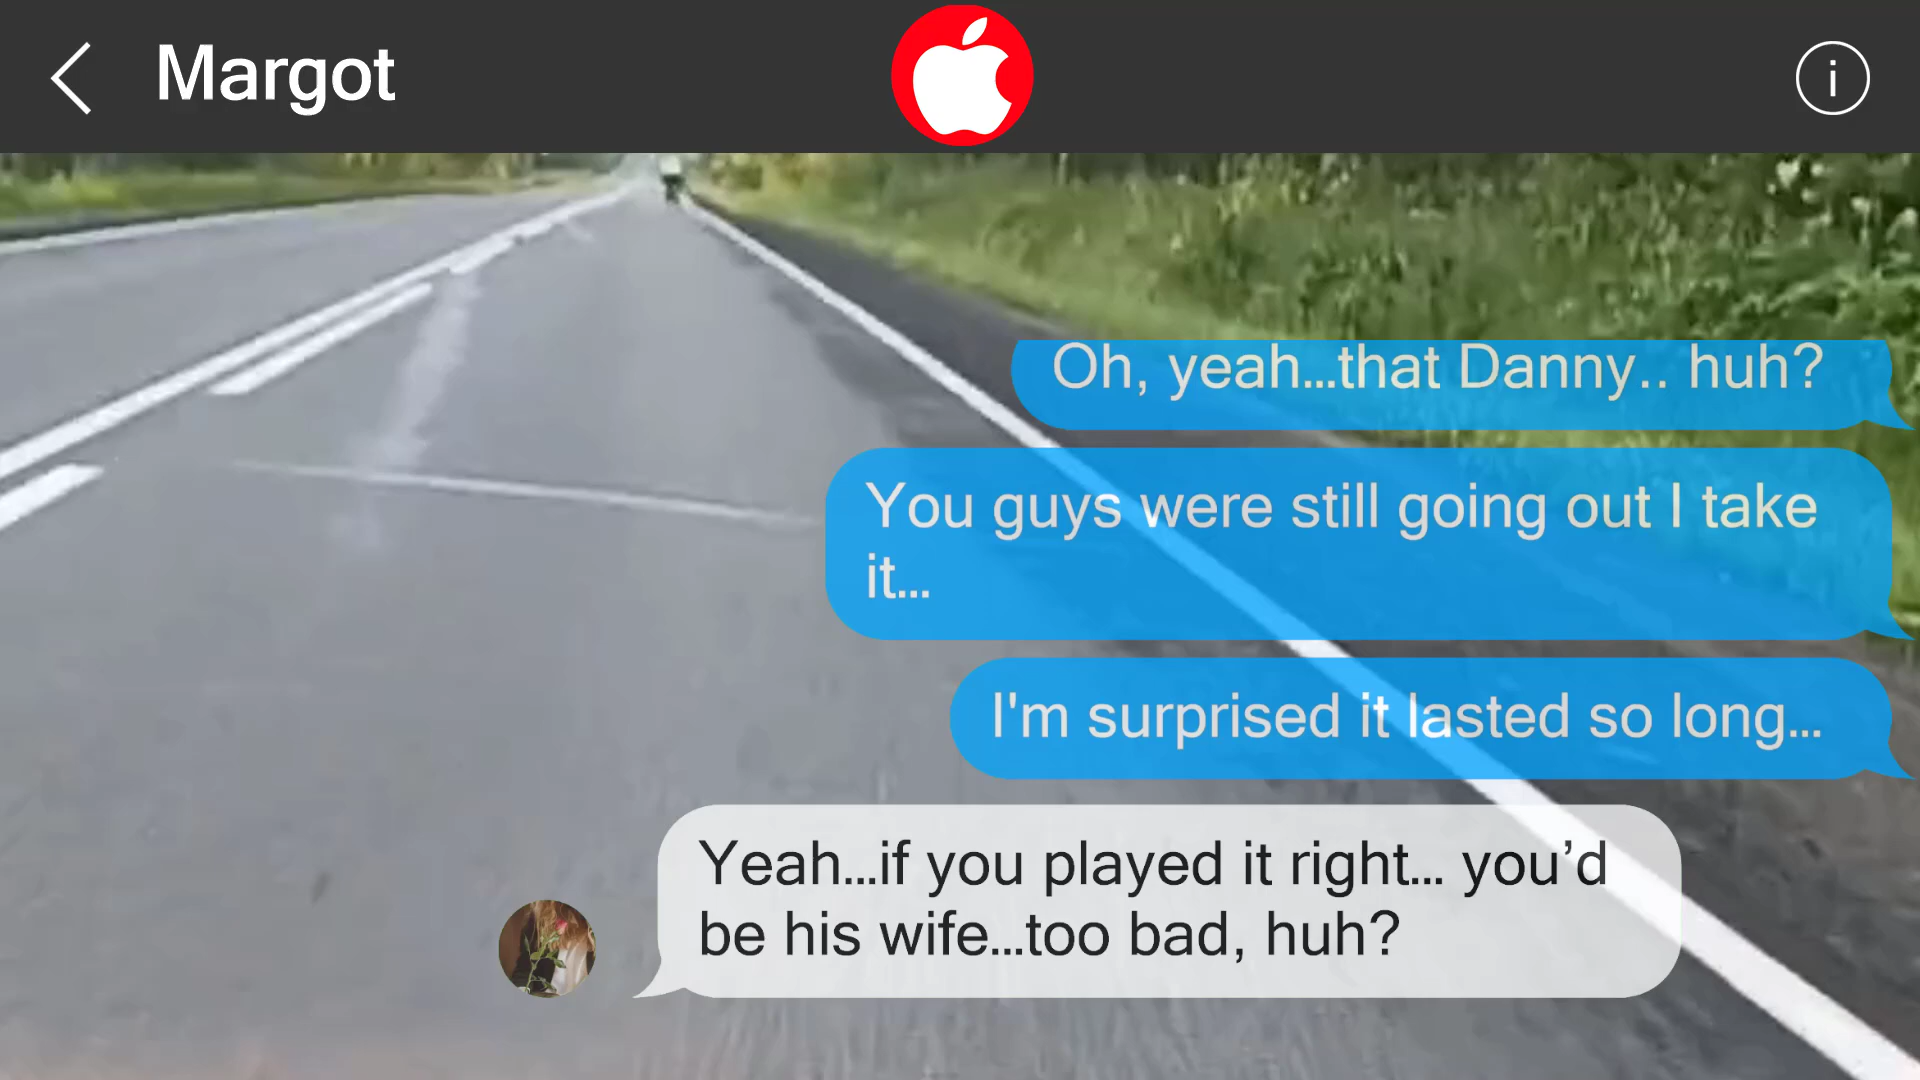 Margot
Oh, yeah...that Danny.. huh?
You guys were still going out I take
it...
I'm surprised it lasted so long...
Yeah...if you played it right... you’d
be his wife...too bad, huh?